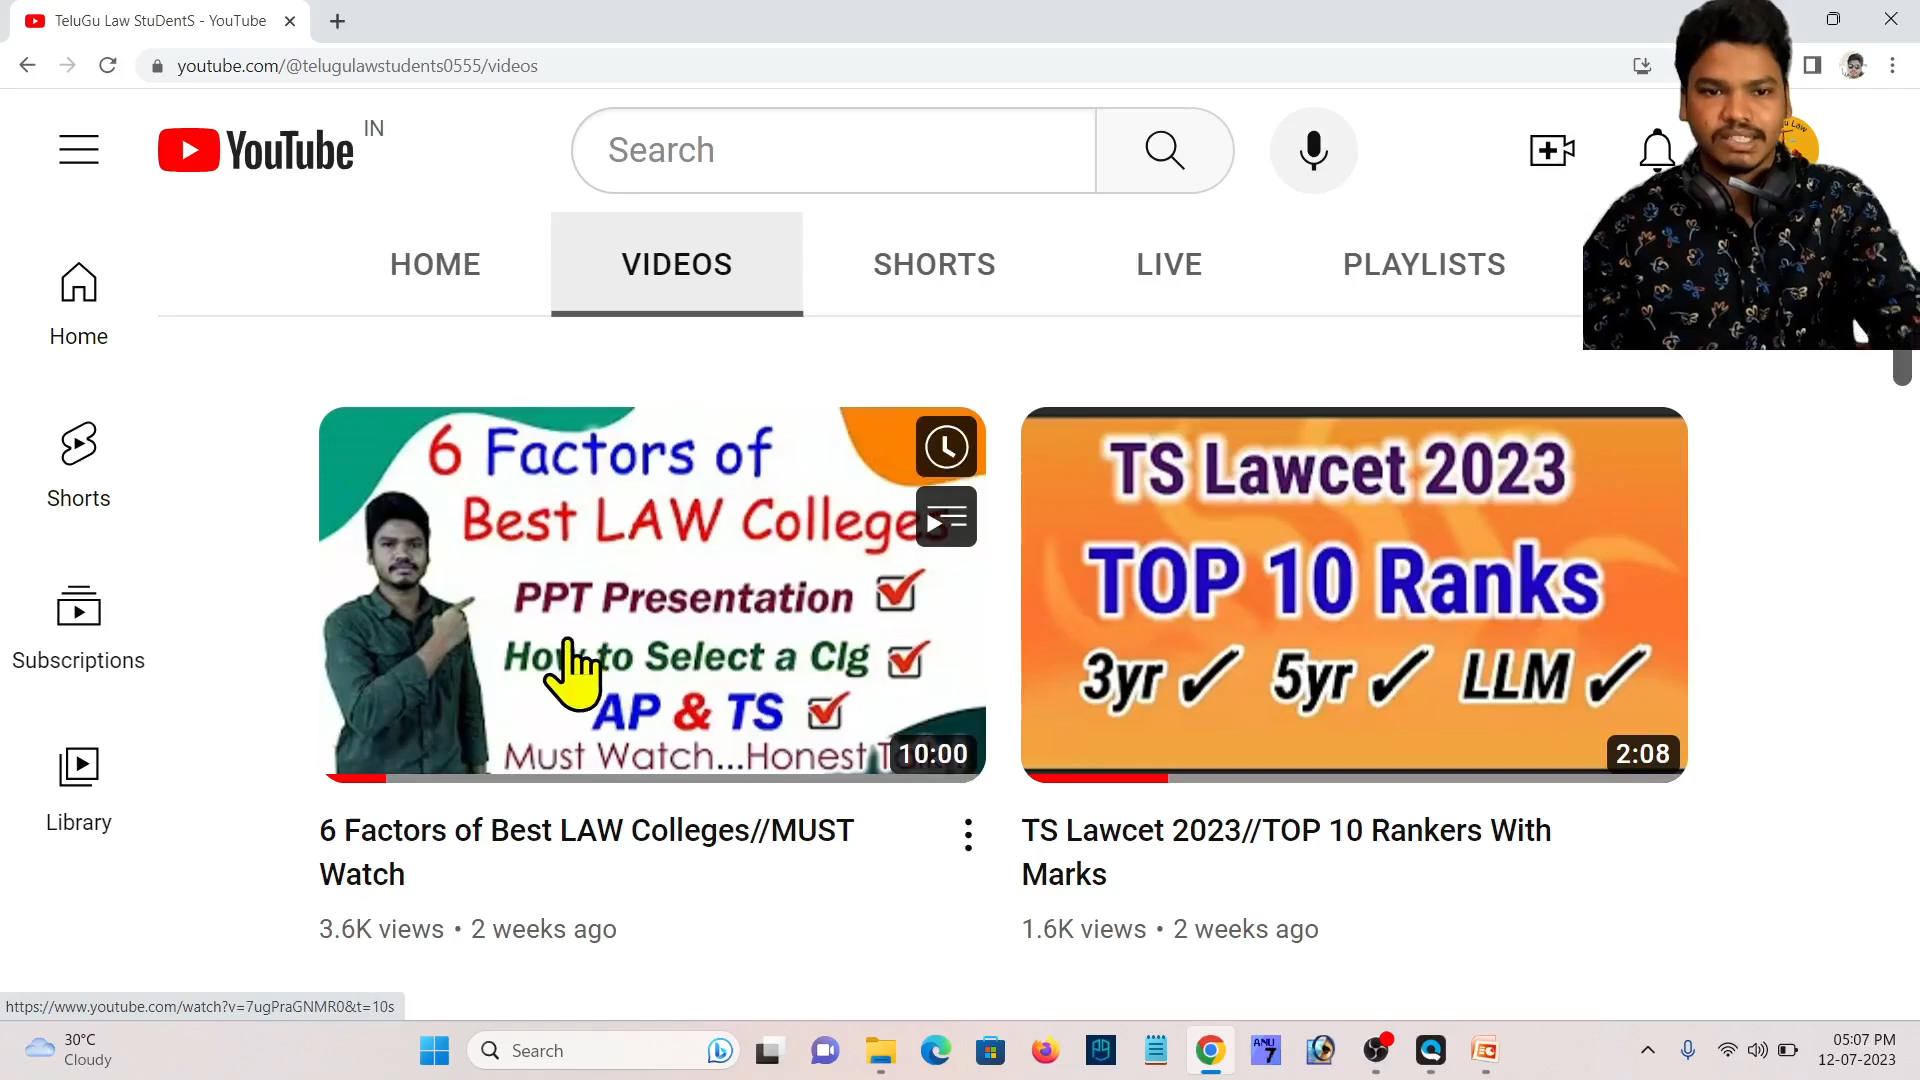 TeluGu Law StuDentS - YouTube
youtube.com/@telugulawstudents0555/videos
YouTube IN
Search
HOME
VIDEOS
SHORTS
LIVE
PLAYLISTS
Home
Shorts
Subscriptions
Library
6 Factors of
Best LAW Colleges
PPT Presentation
How to Select a Clg
AP & TS
Must Watch...Honest
10:00
TS Lawcet 2023
TOP 10 Ranks
3yr ✓ 5yr ✓ LLM ✓
2:08
6 Factors of Best LAW Colleges//MUST
Watch
3.6K views • 2 weeks ago
TS Lawcet 2023//TOP 10 Rankers With
Marks
1.6K views • 2 weeks ago
https://www.youtube.com/watch?v=7ugPraGNMR0&t=10s
30°C
Cloudy
Search
ANU
7
05:07 PM
12-07-2023